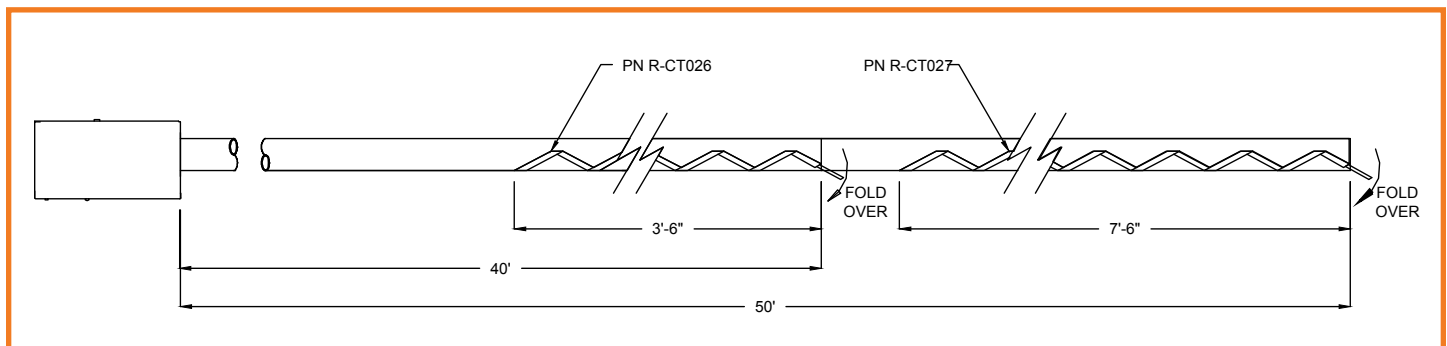 PN R-CT026
PN R-CT027
FOLD
OVER
FOLD
OVER
3'-6"
7'-6"
40'
50'